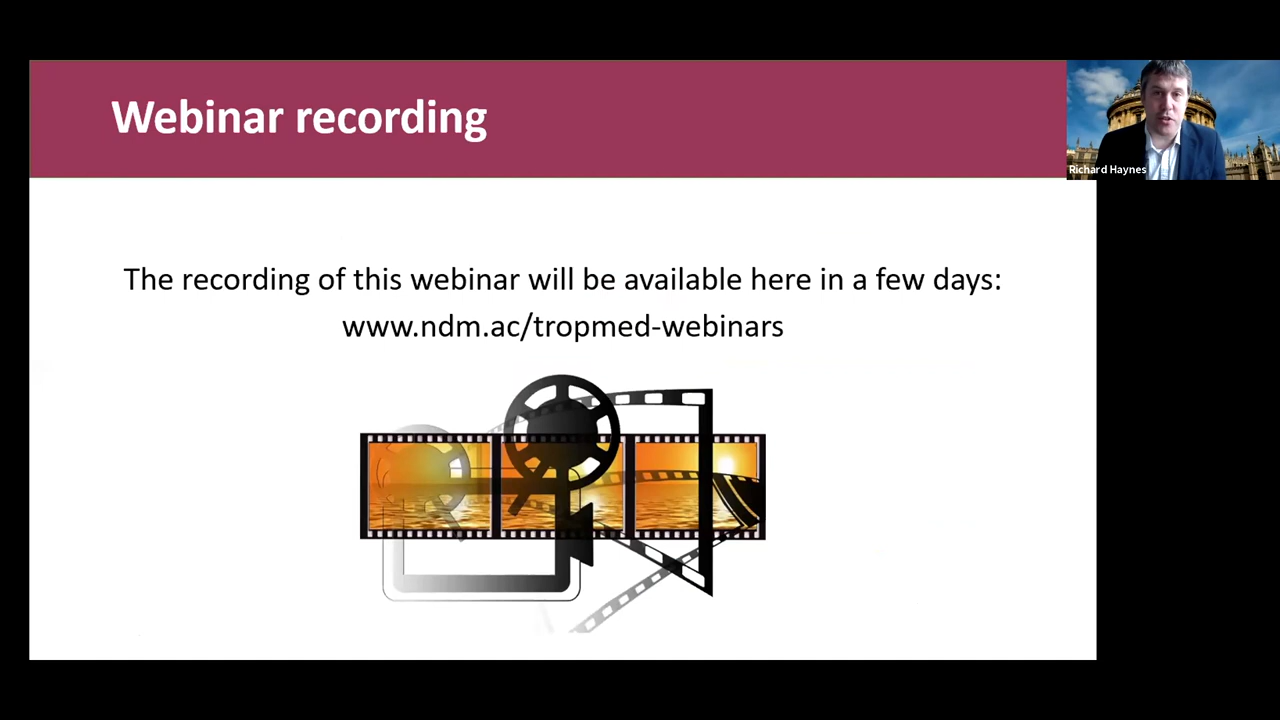 Webinar recording
Richard Haynes
The recording of this webinar will be available here in a few days:
www.ndm.ac/tropmed-webinars